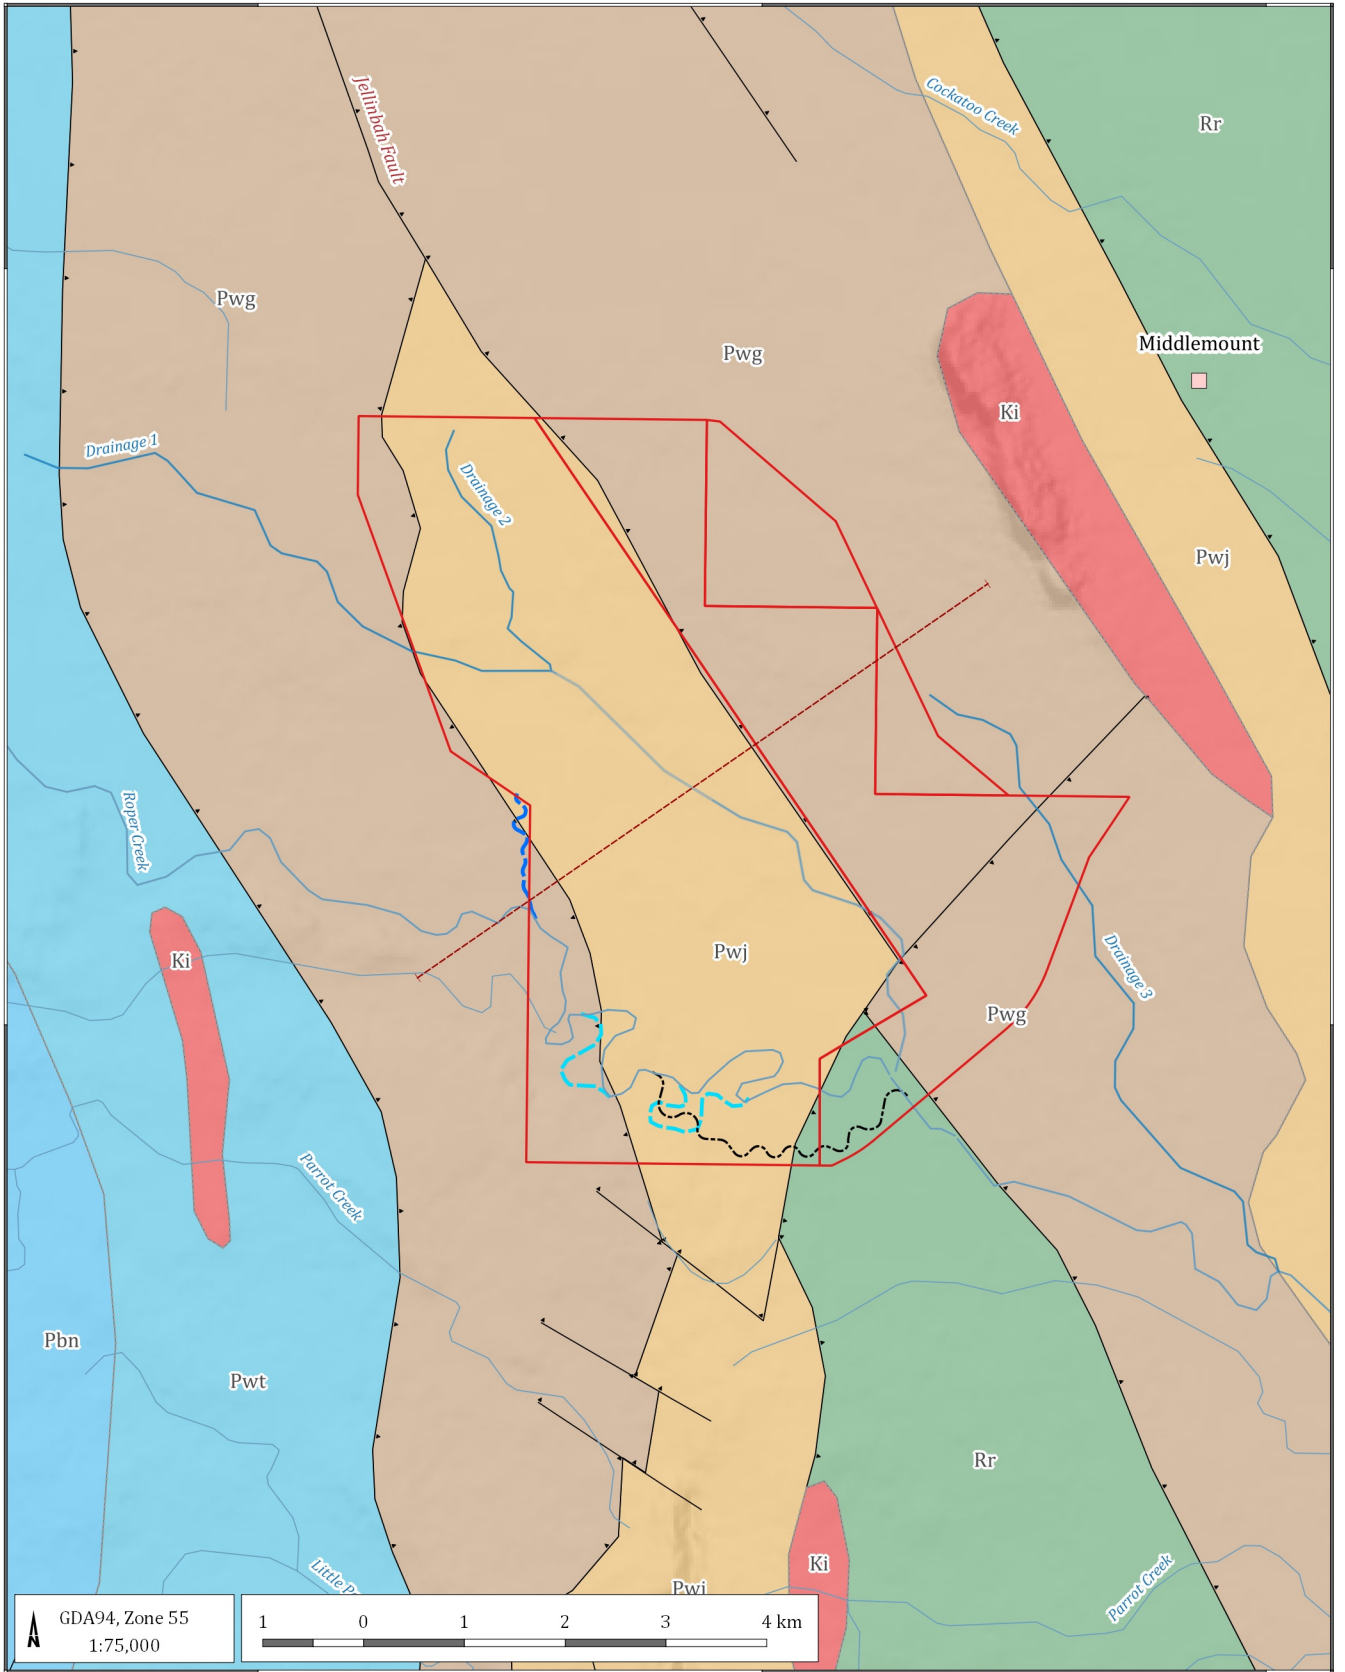 Jellinbah Fault
Cockatoo Creek
Rr
Pwg
Middlemount
Pwg
Ki
Drainage 1
Drainage 2
Pwj
Roper Creek
Ki
Pwj
Drainage 3
Pwg
Parrot Creek
Pbn
Pwt
Rr
Ki
Parrot Creek
Little P
Pwj
GDA94, Zone 55
1:75,000
1 0 1 2 3 4 km
N